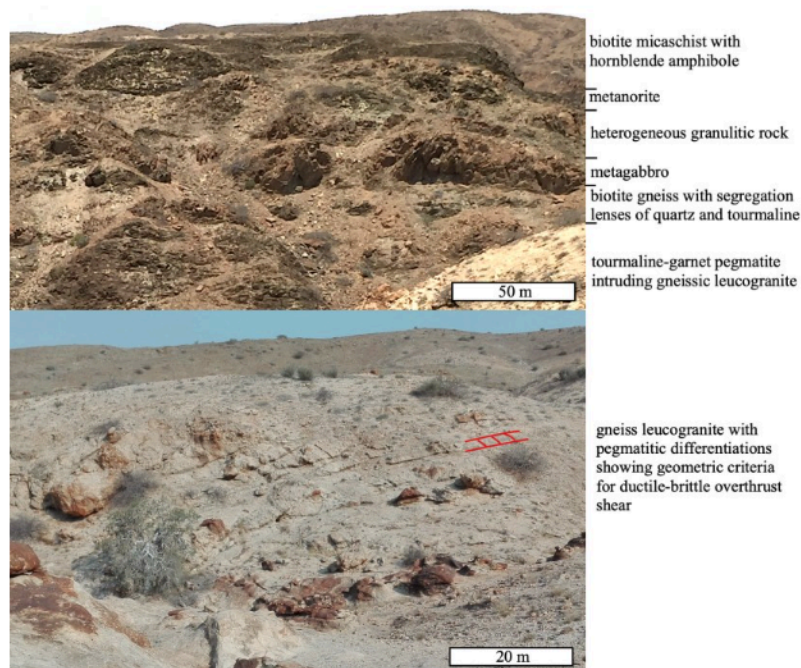 biotite micaschist with
hornblende amphibole
metanorite
heterogeneous granulitic rock
metagabbro
biotite gneiss with segregation
lenses of quartz and tourmaline
tourmaline-garnet pegmatite
intruding gneissic leucogranite
50 m
gneiss leucogranite with
pegmatitic differentiations
showing geometric criteria
for ductile-brittle overthrust
shear
20 m